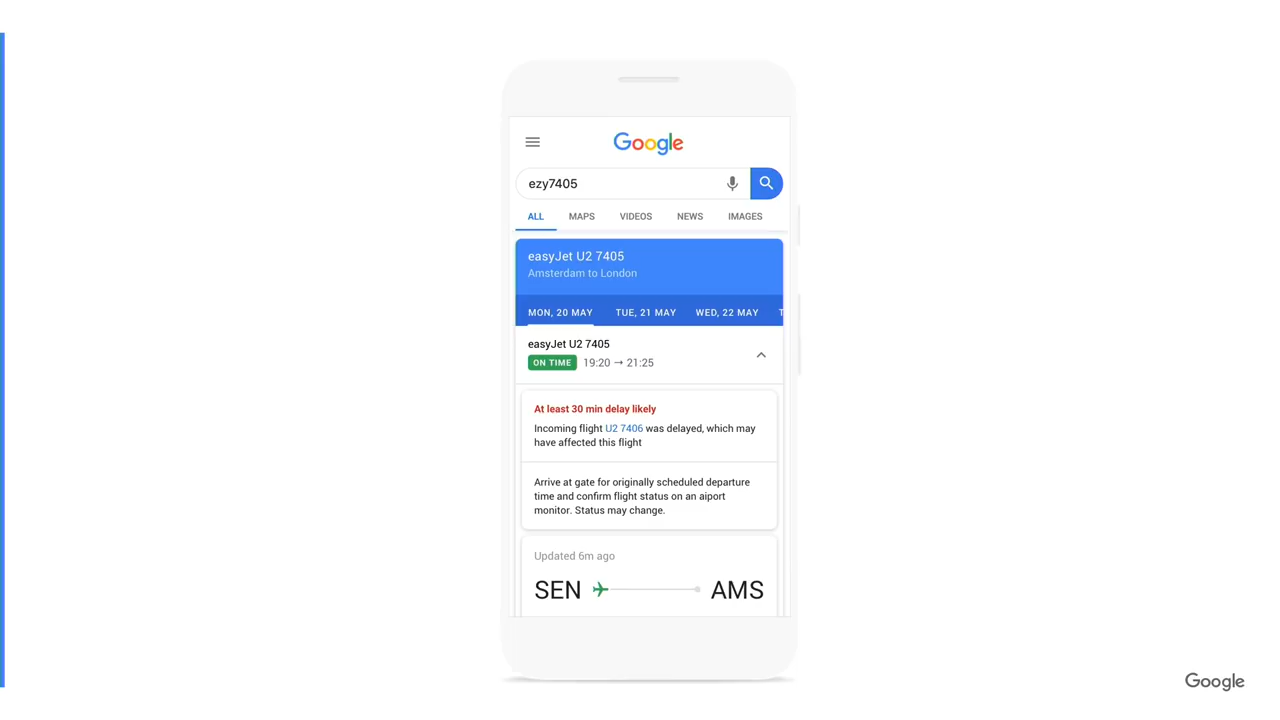 Google
ezy7405
ALL MAPS VIDEOS NEWS IMAGES
easyJet U2 7405
Amsterdam to London
MON, 20 MAY TUE, 21 MAY WED, 22 MAY T
easyJet U2 7405
ON TIME 19:20 → 21:25
At least 30 min delay likely
Incoming flight U2 7406 was delayed, which may
have affected this flight
Arrive at gate for originally scheduled departure
time and confirm flight status on an aiport
monitor. Status may change.
Updated 6m ago
SEN AMS
Google